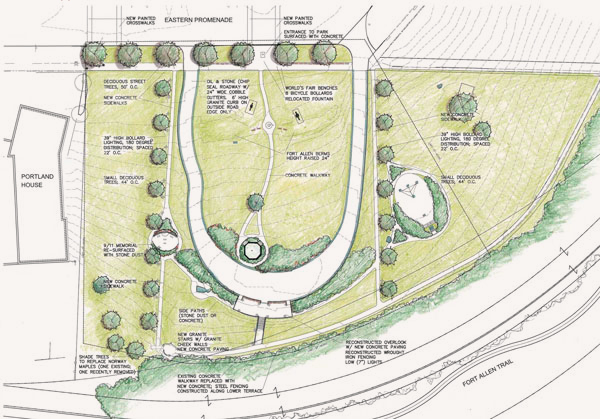 NEW PAINTED
CROSSWALKS
EASTERN PROMENADE
NEW PAINTED
CROSSWALKS
ENTRANCE TO PARK
SURFACED WITH CONCRETE
DECIDUOUS STREET
TREES, 50' O.C.
NEW CONCRETE
SIDEWALKS
OIL & STONE (CHIP
SEAL ROADWAY W/
24" WIDE COBBLE
GUTTERS. 6' HIGH
GRANITE CURB ON
OUTSIDE ROAD
EDGE ONLY
WORLD'S FAIR BENCHES
& BICYCLE BOLLARDS
RELOCATED FOUNTAIN
NEW CONCRETE
SIDEWALK
39" HIGH BOLLARD
LIGHTING, 180 DEGREE
DISTRIBUTION; SPACED
22' O.C.
39" HIGH BOLLARD
LIGHTING, 180 DEGREE
DISTRIBUTION; SPACED
22' O.C.
FORT ALLEN BERMS
HEIGHT RAISED 24"
CONCRETE WALKWAY
PORTLAND
HOUSE
SMALL DECIDUOUS
TREES, 44' O.C.
SMALL DECIDUOUS
TREES, 44' O.C.
9/11 MEMORIAL
RE-SURFACED
WITH STONE DUST
NEW CONCRETE
SIDEWALK
SIDE PATHS
(STONE DUST OR
CONCRETE)
NEW GRANITE
STAIRS W/ GRANITE
CHEEK WALLS
NEW CONCRETE PAVING
RECONSTRUCTED OVERLOOK
W/ NEW CONCRETE PAVING
RECONSTRUCTED WROUGHT
IRON FENCING
LOW (7") LIGHTS
SHADE TREES
TO REPLACE NORWAY
MAPLES (ONE EXISTING;
ONE RECENTLY REMOVED)
EXISTING CONCRETE
WALKWAY REPLACED WITH
NEW CONCRETE; STEEL FENCING
CONSTRUCTED ALONG LOWER TERRACE
FORT ALLEN TRAIL